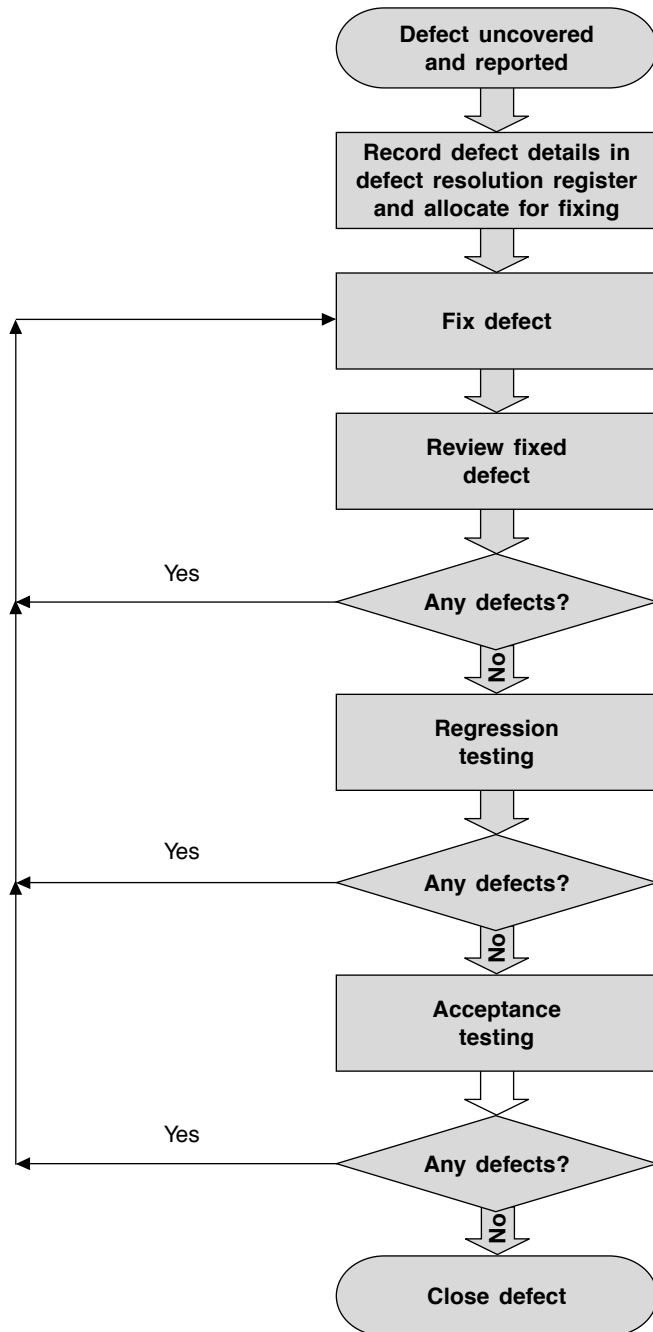 Defect uncovered
and reported
Record defect details in
defect resolution register
and allocate for fixing
Fix defect
Review fixed
defect
Yes
Any defects?
No
Regression
testing
Yes
Any defects?
No
Acceptance
testing
Yes
Any defects?
No
Close defect